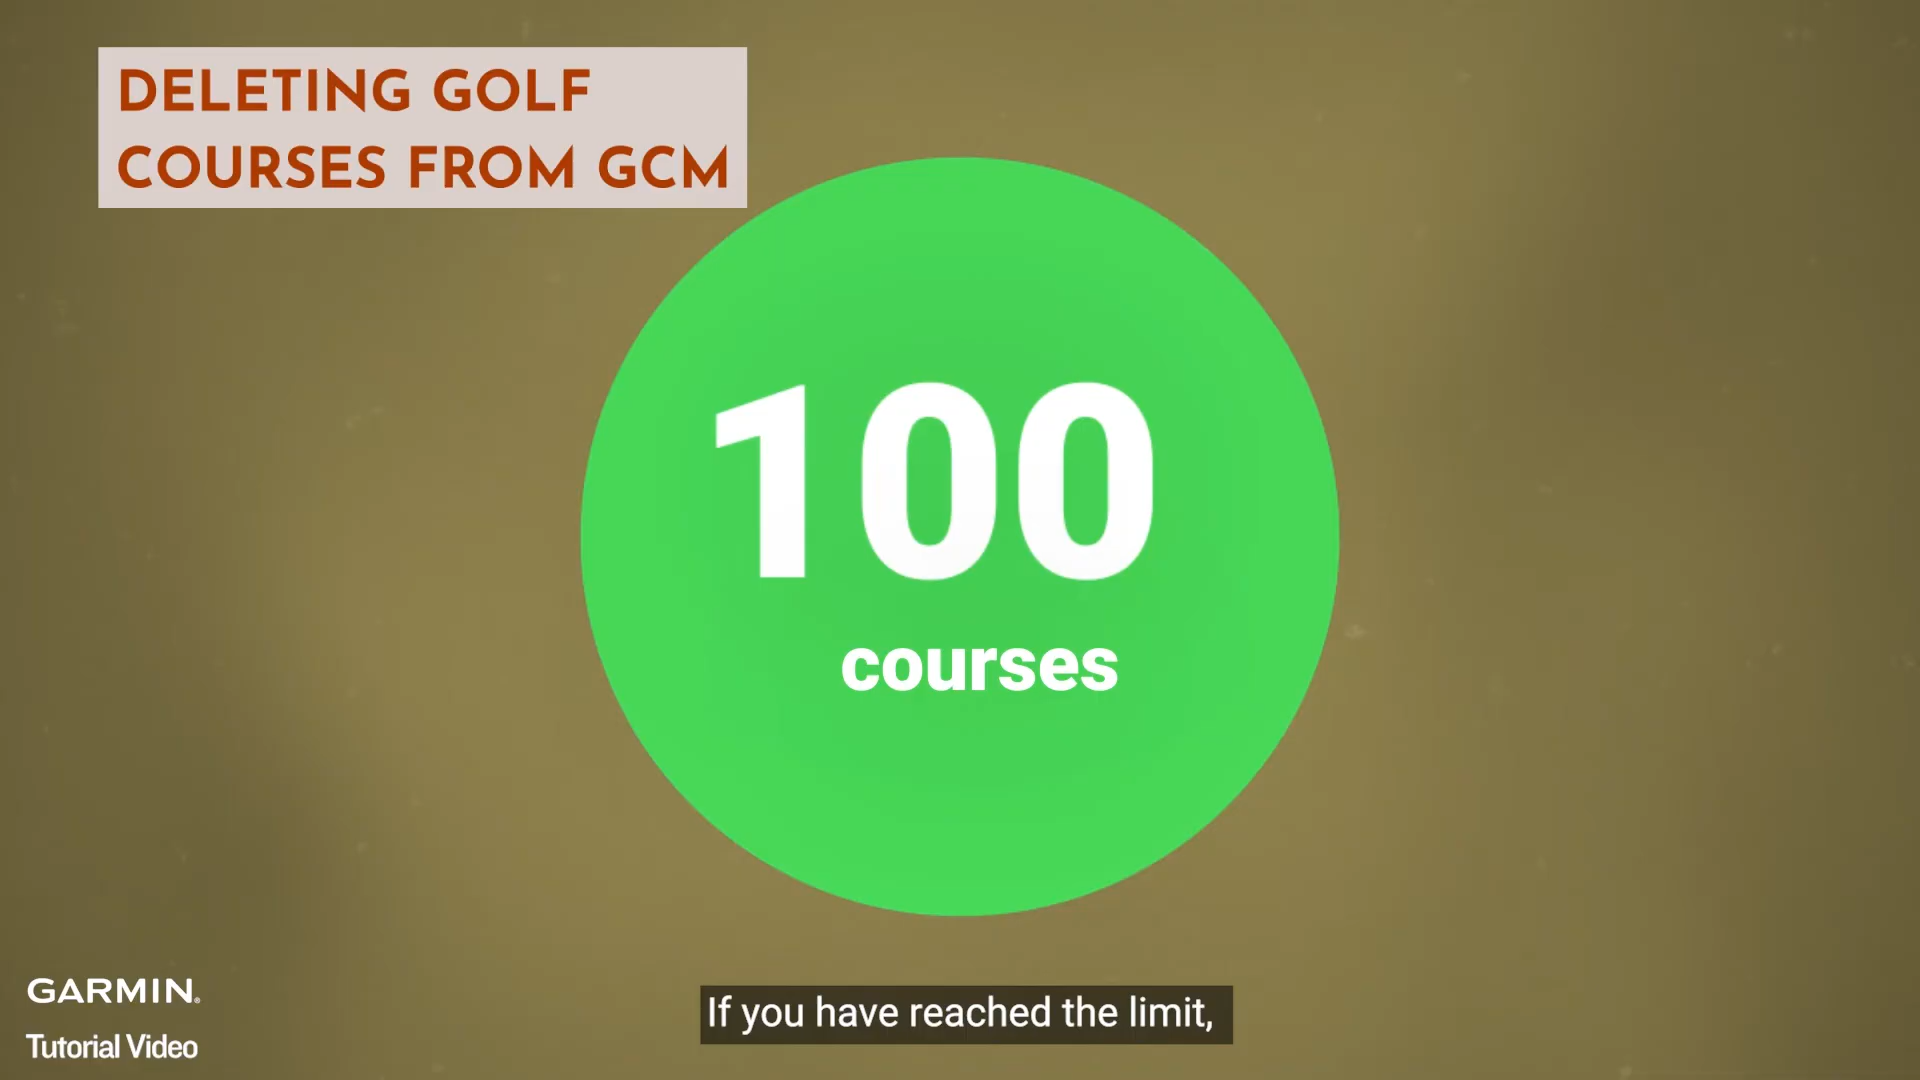 DELETING GOLF
COURSES FROM GCM
100
courses
If you have reached the limit,
GARMIN®
Tutorial Video